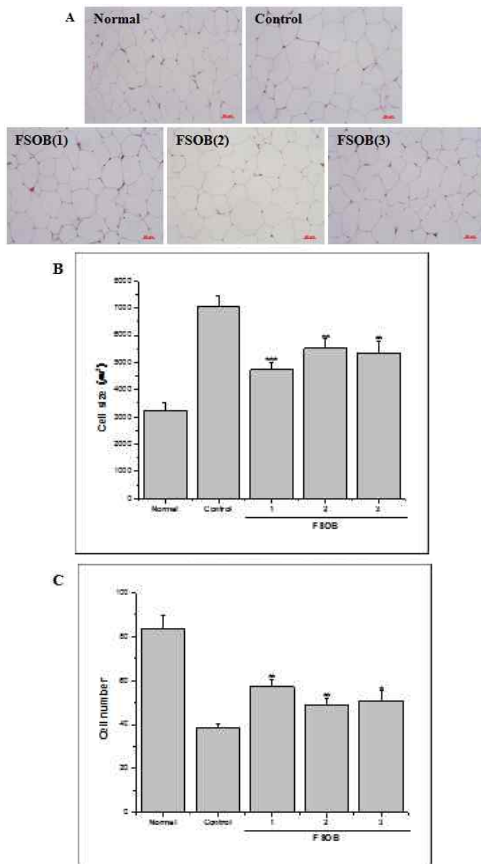 A
Normal
Control
FSOB(1)
FSOB(2)
FSOB(3)
B
8000
7000
6000
5000
4000
3000
2000
1000
0
Cell size
***
**
**
Normal
Control
1
2
3
FSOB
C
100
80
60
40
20
0
Cell number
**
**
*
Normal
Control
1
2
3
FSOB